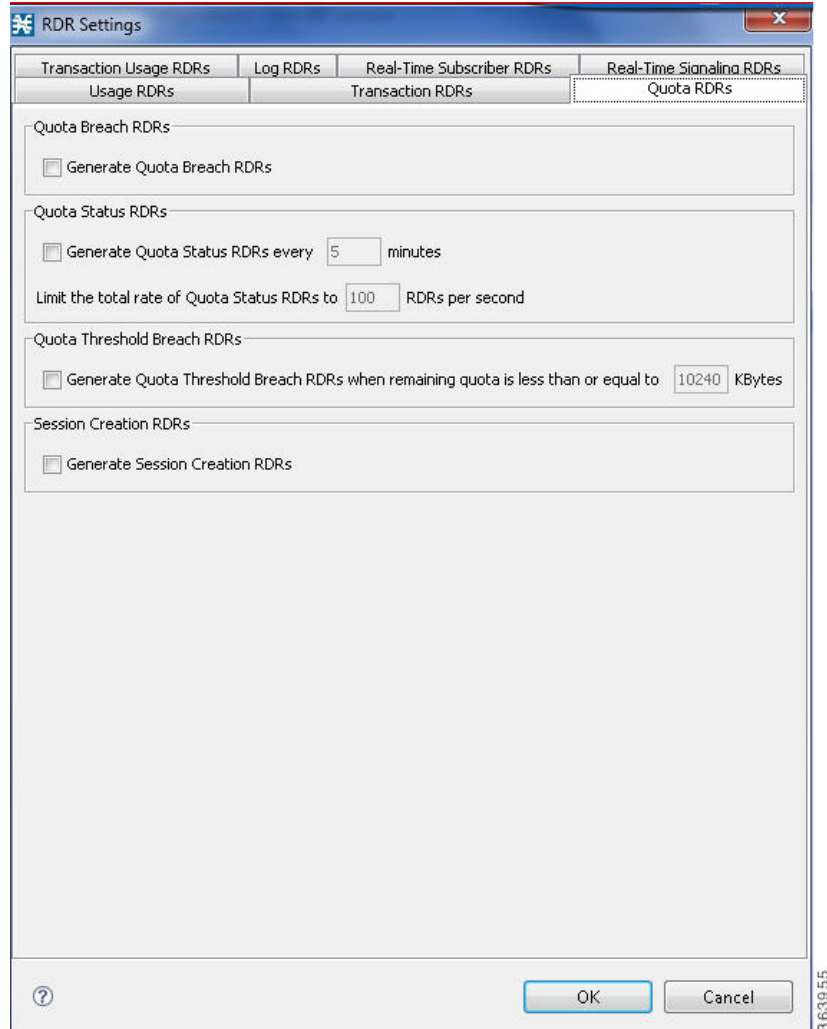 RDR Settings
Transaction Usage RDRs
Log RDRs
Real-Time Subscriber RDRs
Real-Time Signaling RDRs
Usage RDRs
Transaction RDRs
Quota RDRs
Quota Breach RDRs
Generate Quota Breach RDRs
Quota Status RDRs
Generate Quota Status RDRs every 5 minutes
Limit the total rate of Quota Status RDRs to 100 RDRs per second
Quota Threshold Breach RDRs
Generate Quota Threshold Breach RDRs when remaining quota is less than or equal to 10240 KBytes
Session Creation RDRs
Generate Session Creation RDRs
?
OK
Cancel
363955